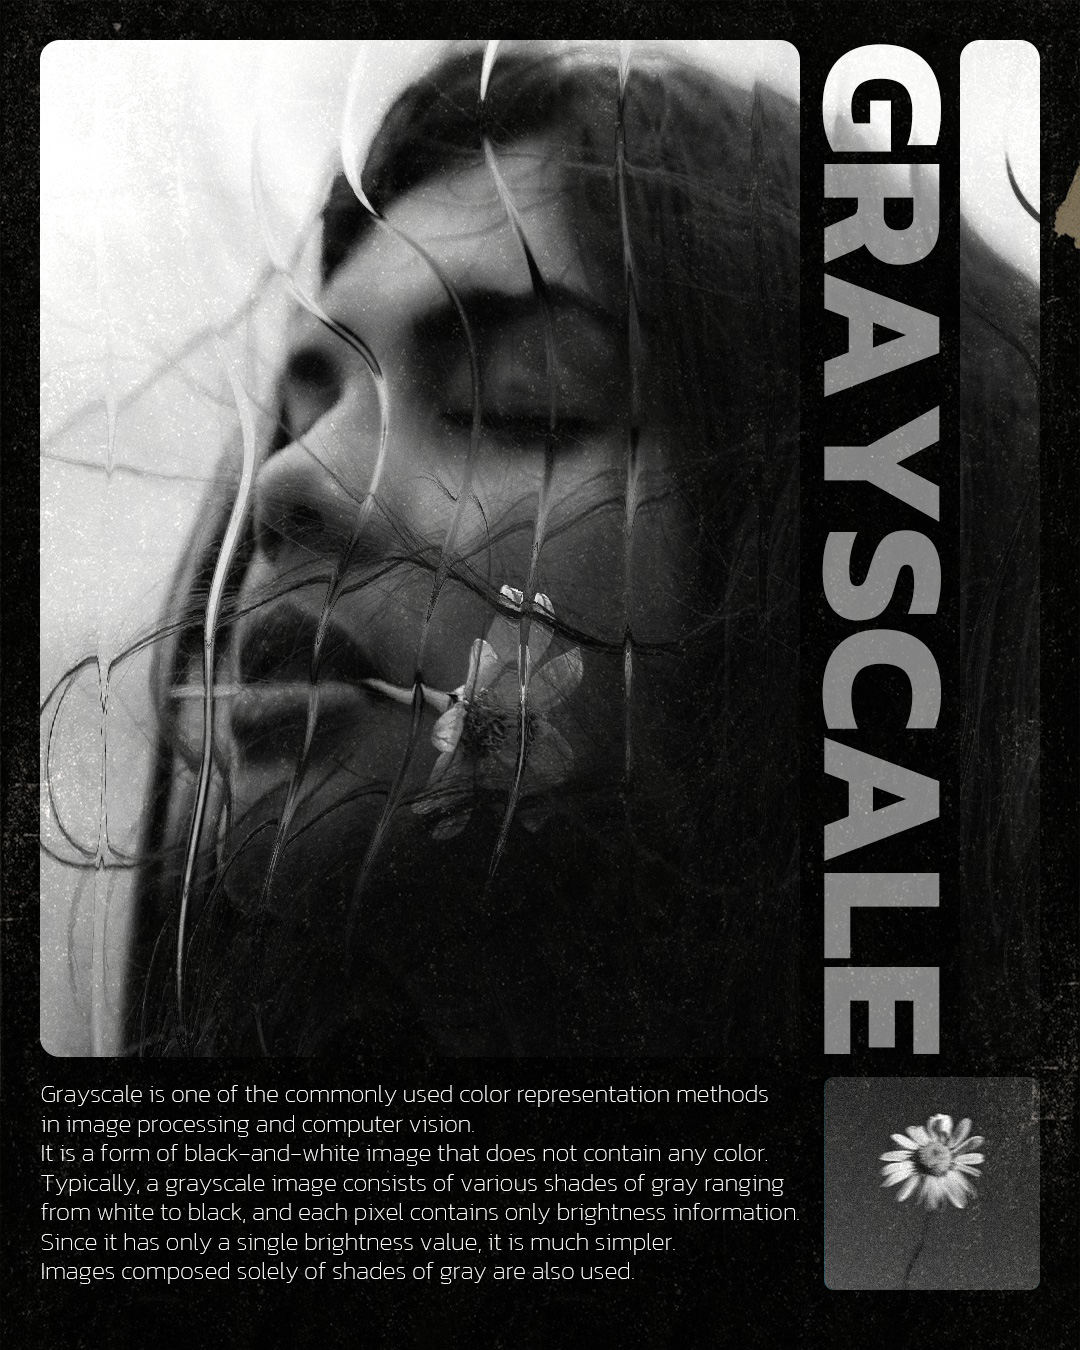 GRAYSCALE
Grayscale is one of the commonly used color representation methods
in image processing and computer vision.
It is a form of black-and-white image that does not contain any color.
Typically, a grayscale image consists of various shades of gray ranging
from white to black, and each pixel contains only brightness information.
Since it has only a single brightness value, it is much simpler.
Images composed solely of shades of gray are also used.